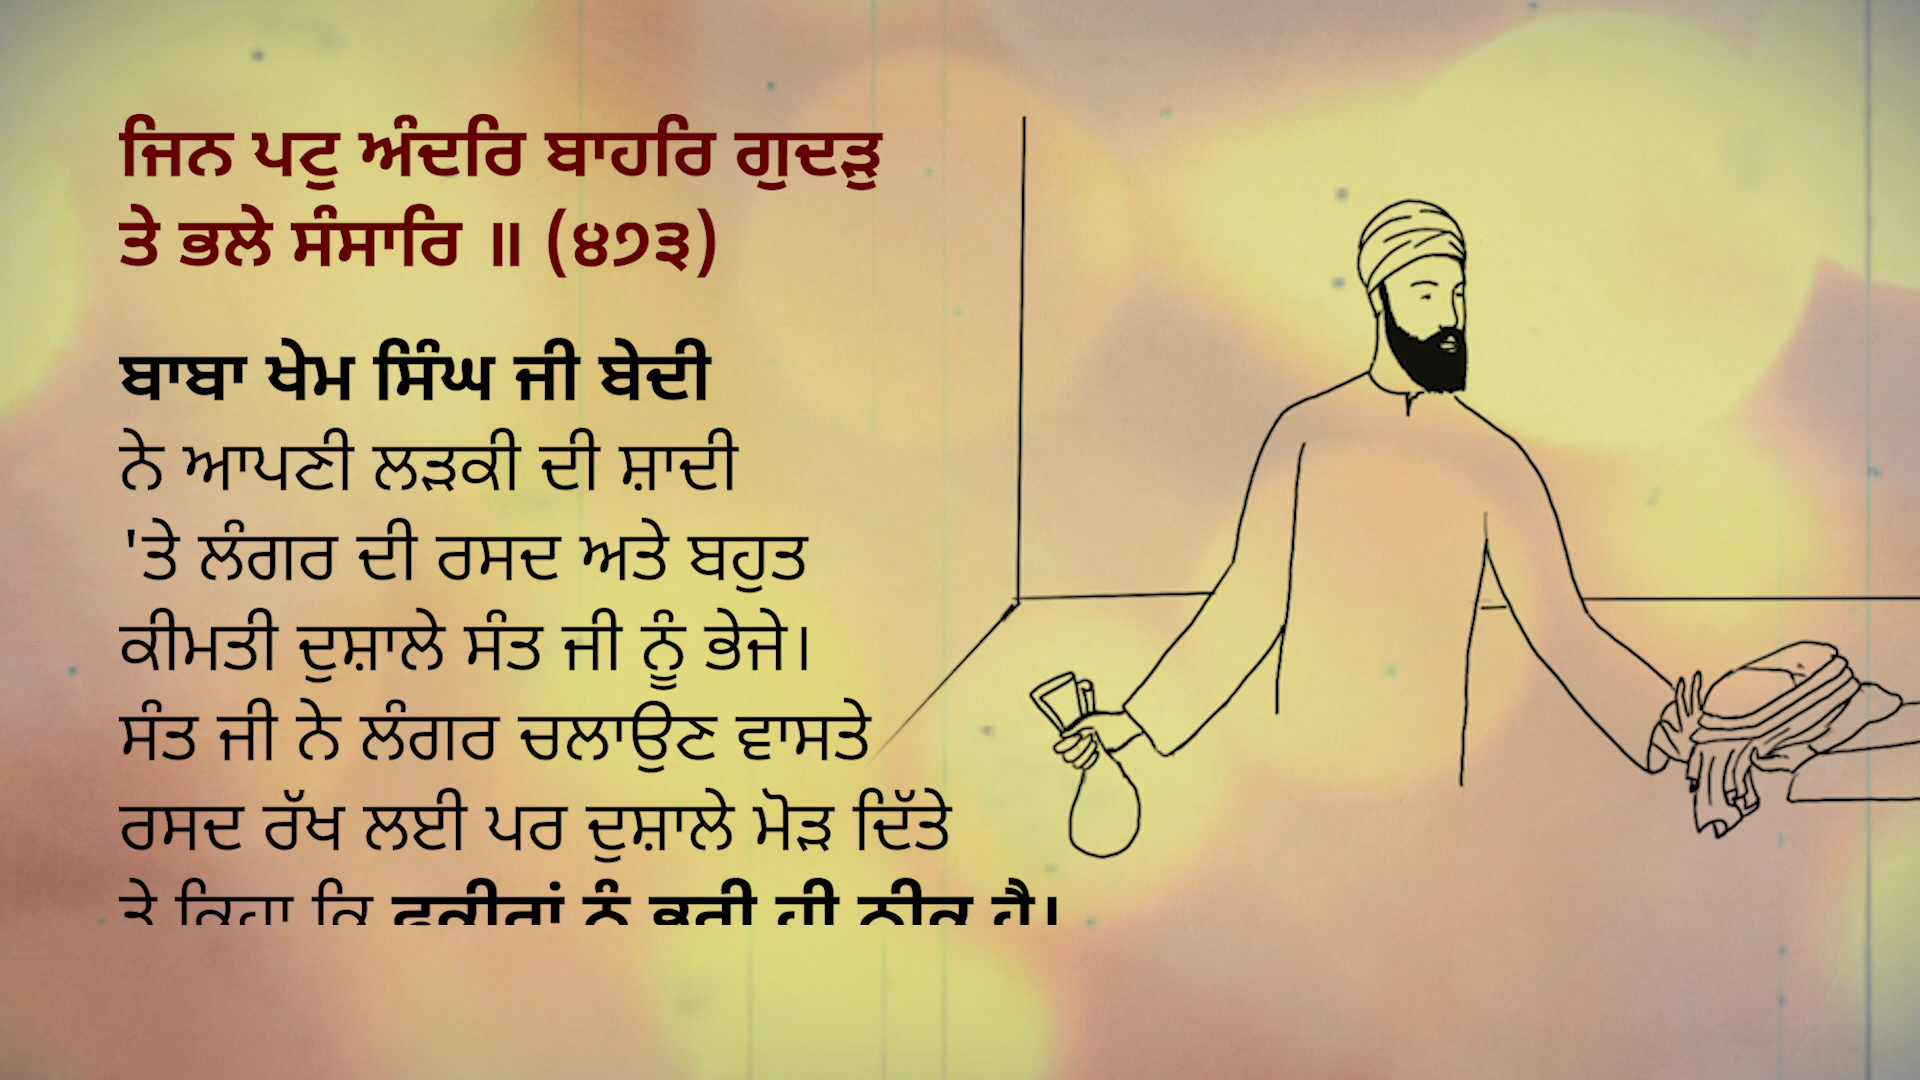 ਜਿਨ ਪਟੁ ਅੰਦਰਿ ਬਾਹਰਿ ਗੁਦੜੁ
ਤੇ ਭਲੇ ਸੰਸਾਰਿ ॥ (੪੭੩)
ਬਾਬਾ ਖੇਮ ਸਿੰਘ ਜੀ ਬੇਦੀ
ਨੇ ਆਪਣੀ ਲੜਕੀ ਦੀ ਸ਼ਾਦੀ
'ਤੇ ਲੰਗਰ ਦੀ ਰਸਦ ਅਤੇ ਬਹੁਤ
ਕੀਮਤੀ ਦੁਸ਼ਾਲੇ ਸੰਤ ਜੀ ਨੂੰ ਭੇਜੇ।
ਸੰਤ ਜੀ ਨੇ ਲੰਗਰ ਚਲਾਉਣ ਵਾਸਤੇ
ਰਸਦ ਰੱਖ ਲਈ ਪਰ ਦੁਸ਼ਾਲੇ ਮੋੜ ਦਿੱਤੇ
ਤੇ ਕਿਹਾ ਕਿ ਹੀ ਠੀਕ ਹੈ।